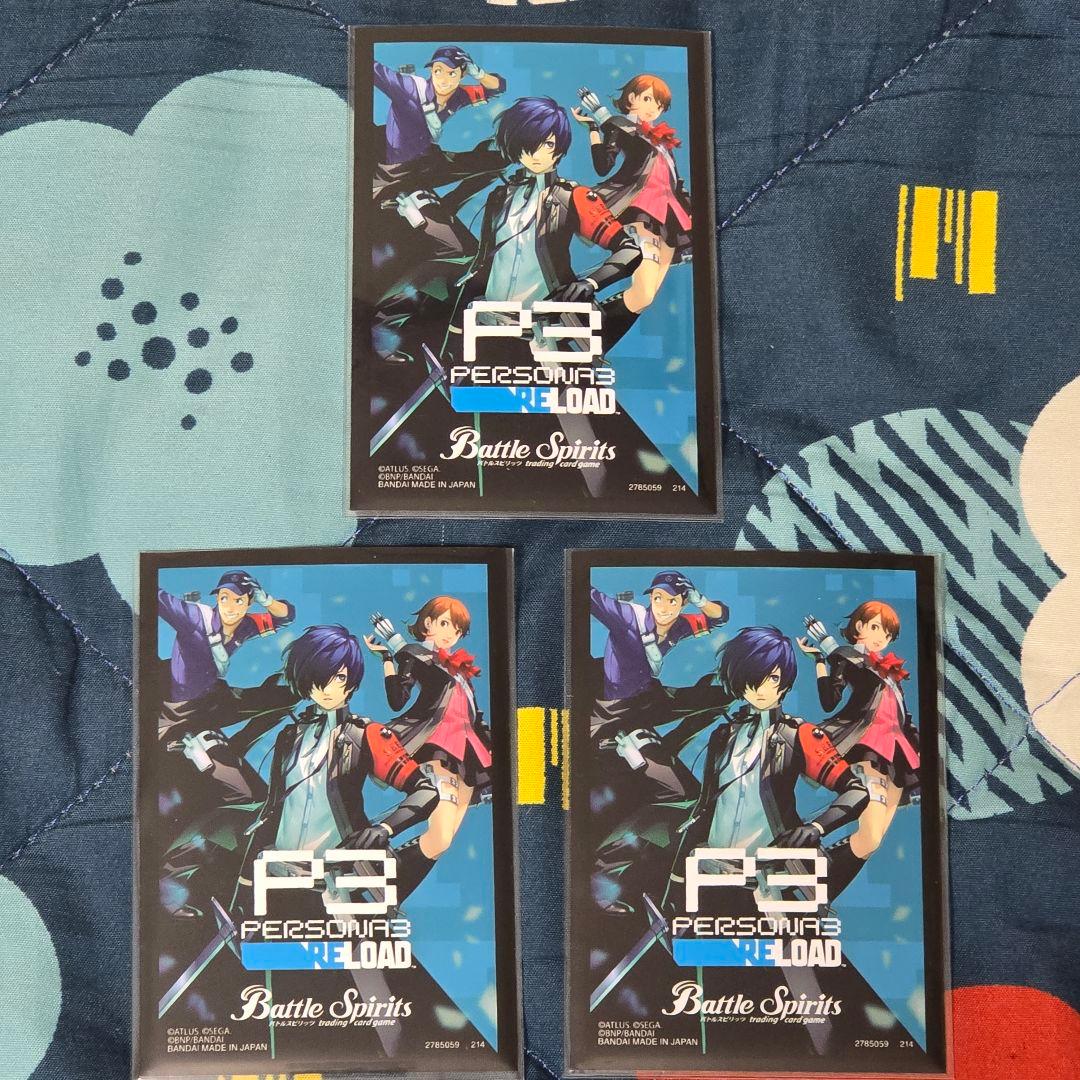 P3
PERSONA3
RELOAD™
Battle Spirits
バトルスピリッツ trading card game
©ATLUS. ©SEGA.
©BNP/BANDAI
BANDAI MADE IN JAPAN
2785059 214
P3
PERSONA3
RELOAD™
Battle Spirits
バトルスピリッツ trading card game
©ATLUS. ©SEGA.
©BNP/BANDAI
BANDAI MADE IN JAPAN
2785059 214
P3
PERSONA3
RELOAD™
Battle Spirits
バトルスピリッツ trading card game
©ATLUS. ©SEGA.
©BNP/BANDAI
BANDAI MADE IN JAPAN
2785059 214